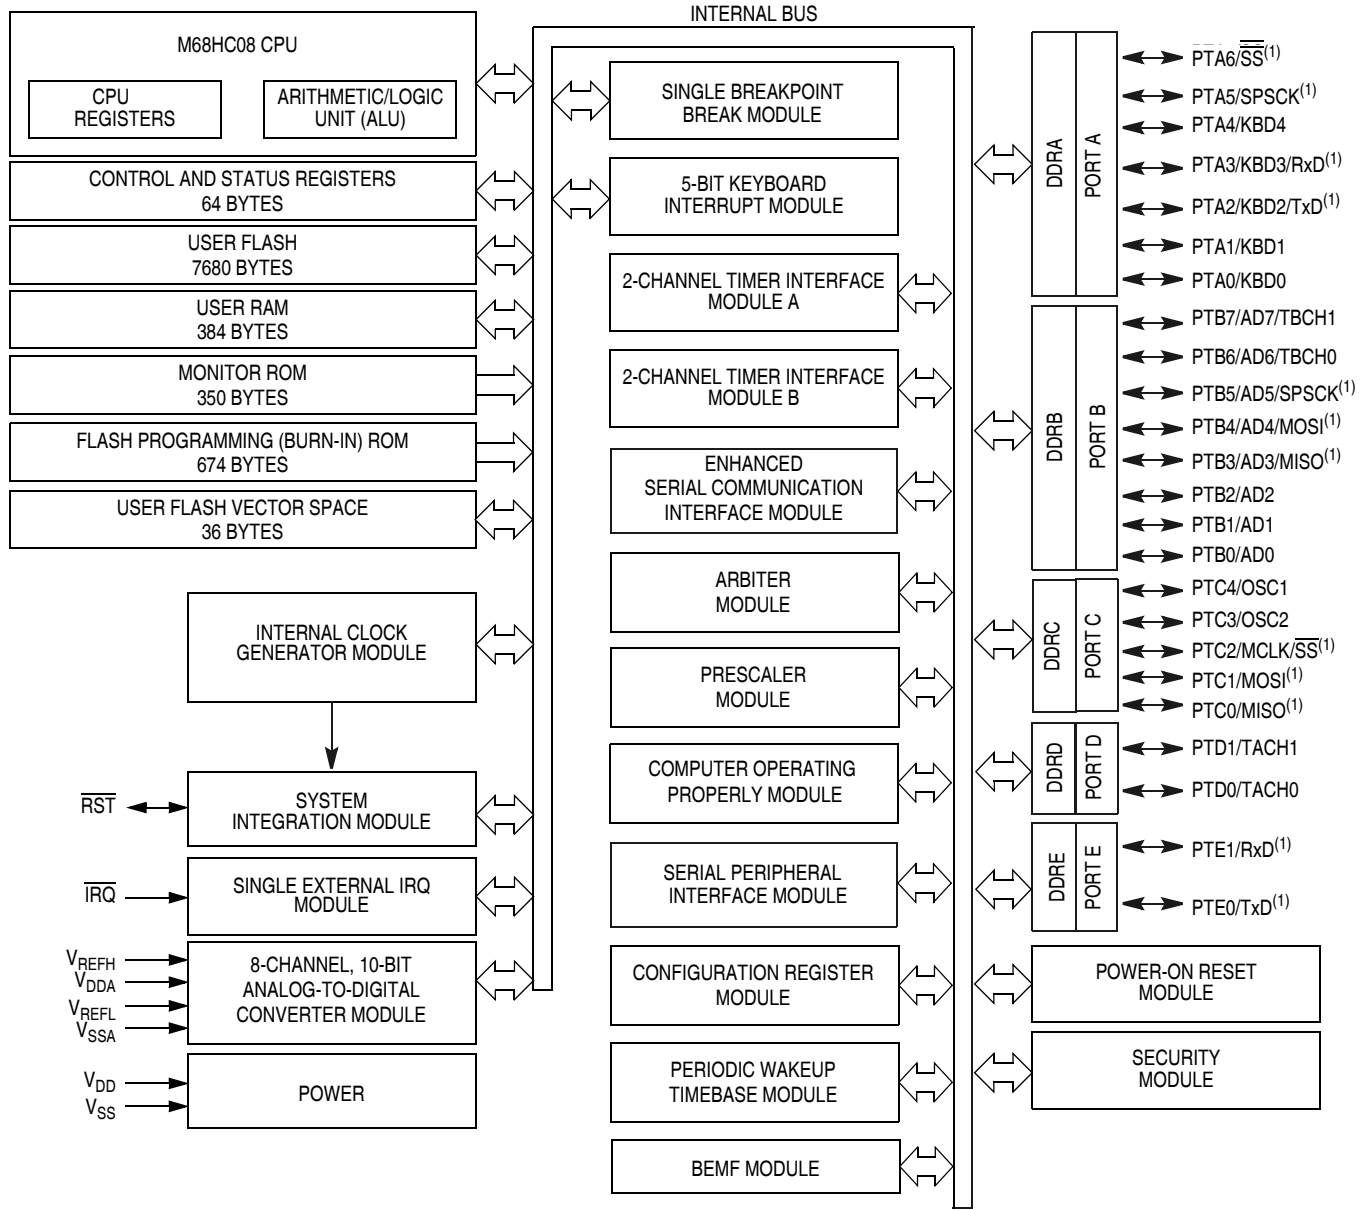 INTERNAL BUS
M68HC08 CPU
CPU
REGISTERS
ARITHMETIC/LOGIC
UNIT (ALU)
CONTROL AND STATUS REGISTERS
64 BYTES
USER FLASH
7680 BYTES
USER RAM
384 BYTES
MONITOR ROM
350 BYTES
FLASH PROGRAMMING (BURN-IN) ROM
674 BYTES
USER FLASH VECTOR SPACE
36 BYTES
INTERNAL CLOCK
GENERATOR MODULE
RST
SYSTEM
INTEGRATION MODULE
IRQ
SINGLE EXTERNAL IRQ
MODULE
VREFH
VDDA
VREFL
VSSA
8-CHANNEL, 10-BIT
ANALOG-TO-DIGITAL
CONVERTER MODULE
VDD
VSS
POWER
SINGLE BREAKPOINT
BREAK MODULE
5-BIT KEYBOARD
INTERRUPT MODULE
2-CHANNEL TIMER INTERFACE
MODULE A
2-CHANNEL TIMER INTERFACE
MODULE B
ENHANCED
SERIAL COMMUNICATION
INTERFACE MODULE
ARBITER
MODULE
PRESCALER
MODULE
COMPUTER OPERATING
PROPERLY MODULE
SERIAL PERIPHERAL
INTERFACE MODULE
CONFIGURATION REGISTER
MODULE
PERIODIC WAKEUP
TIMEBASE MODULE
BEMF MODULE
DDRA
PORT A
PTA6/SS(1)
PTA5/SPSCK(1)
PTA4/KBD4
PTA3/KBD3/RxD(1)
PTA2/KBD2/TxD(1)
PTA1/KBD1
PTA0/KBD0
DDRB
PORT B
PTB7/AD7/TBCH1
PTB6/AD6/TBCH0
PTB5/AD5/SPSCK(1)
PTB4/AD4/MOSI(1)
PTB3/AD3/MISO(1)
PTB2/AD2
PTB1/AD1
PTB0/AD0
DDRC
PORT C
PTC4/OSC1
PTC3/OSC2
PTC2/MCLK/SS(1)
PTC1/MOSI(1)
PTC0/MISO(1)
DDRD
PORT D
PTD1/TACH1
PTD0/TACH0
DDRE
PORT E
PTE1/RxD(1)
PTE0/TxD(1)
POWER-ON RESET
MODULE
SECURITY
MODULE